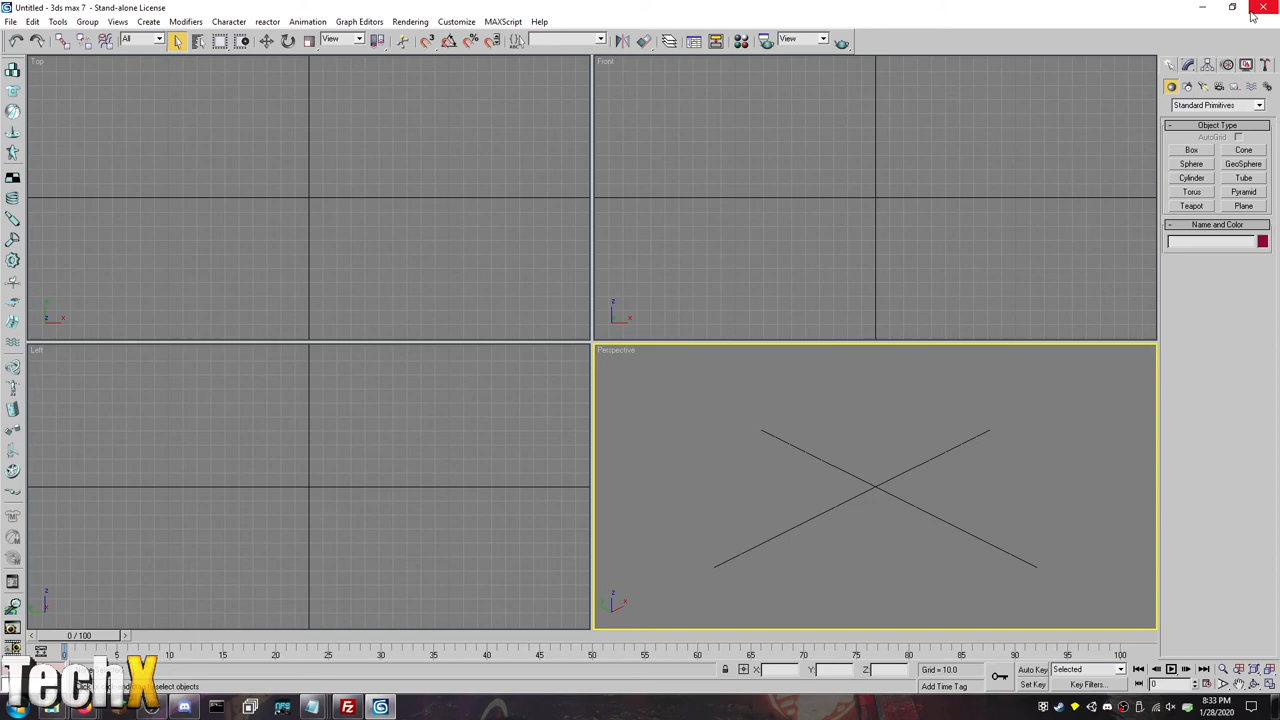 Untitled - 3ds max 7 - Stand-alone License
File Edit Tools Group Views Create Modifiers Character reactor Animation Graph Editors Rendering Customize MAXScript Help
All View View
Top
Front
Left
Perspective
Standard Primitives
- Object Type
AutoGrid
Box Cone
Sphere GeoSphere
Cylinder Tube
Torus Pyramid
Teapot Plane
- Name and Color
0 / 100
5 10 15 20 25 30 35 40 45 50 55 60 65 70 75 80 85 90 95 100
X: Y: Z: Grid = 10.0
Add Time Tag
Auto Key Selected
Set Key Key Filters...
0
select objects
TechX
8:33 PM
1/28/2020